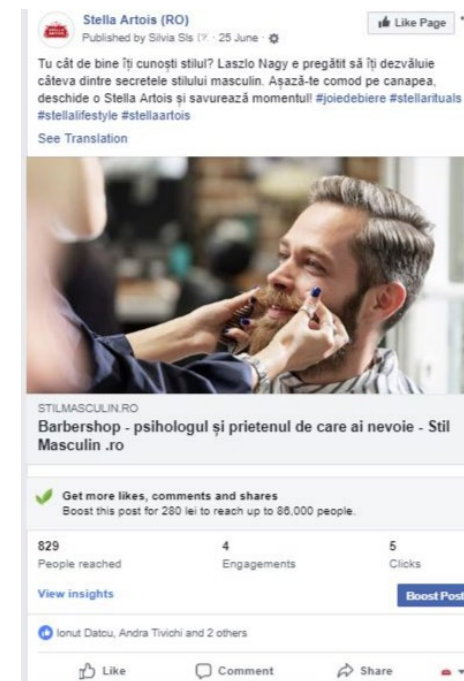 Stella Artois (RO)
Published by Silvia Sls · 25 June ·
Like Page
Tu cât de bine îți cunoști stilul? Laszlo Nagy e pregătit să îți dezvăluie
câteva dintre secretele stilului masculin. Așază-te comod pe canapea,
deschide o Stella Artois și savurează momentul! #joiedebiere #stellarituals
#stellalifestyle #stellaartois
See Translation
STILMASCULIN.RO
Barbershop - psihologul și prietenul de care ai nevoie - Stil
Masculin .ro
Get more likes, comments and shares
Boost this post for 280 lei to reach up to 86,000 people.
829 4 5
People reached Engagements Clicks
View insights Boost Post
Ionut Datcu, Andra Tivichi and 2 others
Like Comment Share